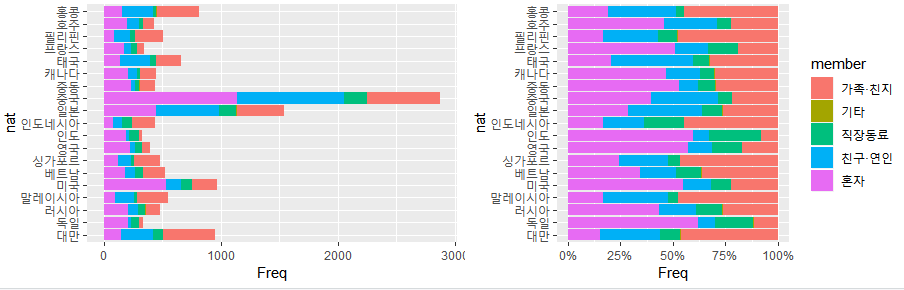 nat
홍콩
호주
필리핀
프랑스
태국
캐나다
중동
중국
일본
인도네시아
인도
영국
싱가포르
베트남
미국
말레이시아
러시아
독일
대만
0 1000 2000 3000
Freq
nat
홍콩
호주
필리핀
프랑스
태국
캐나다
중동
중국
일본
인도네시아
인도
영국
싱가포르
베트남
미국
말레이시아
러시아
독일
대만
0% 25% 50% 75% 100%
Freq
member
가족·친지
기타
직장동료
친구·연인
혼자